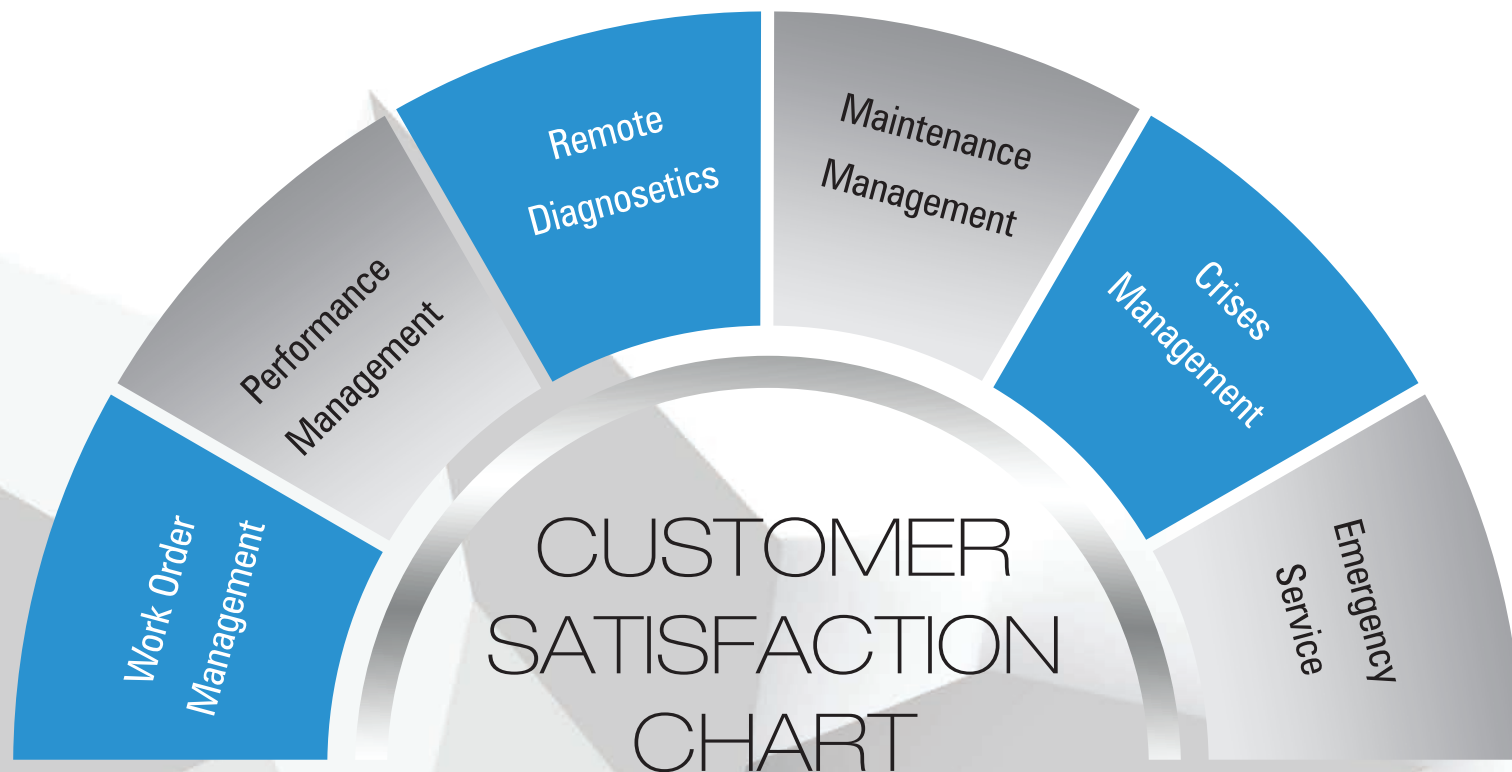 Work Order
Management
Performance
Management
Remote
Diagnosetics
Maintenance
Management
Crises
Management
Emergency
Service
CUSTOMER
SATISFACTION
CHART